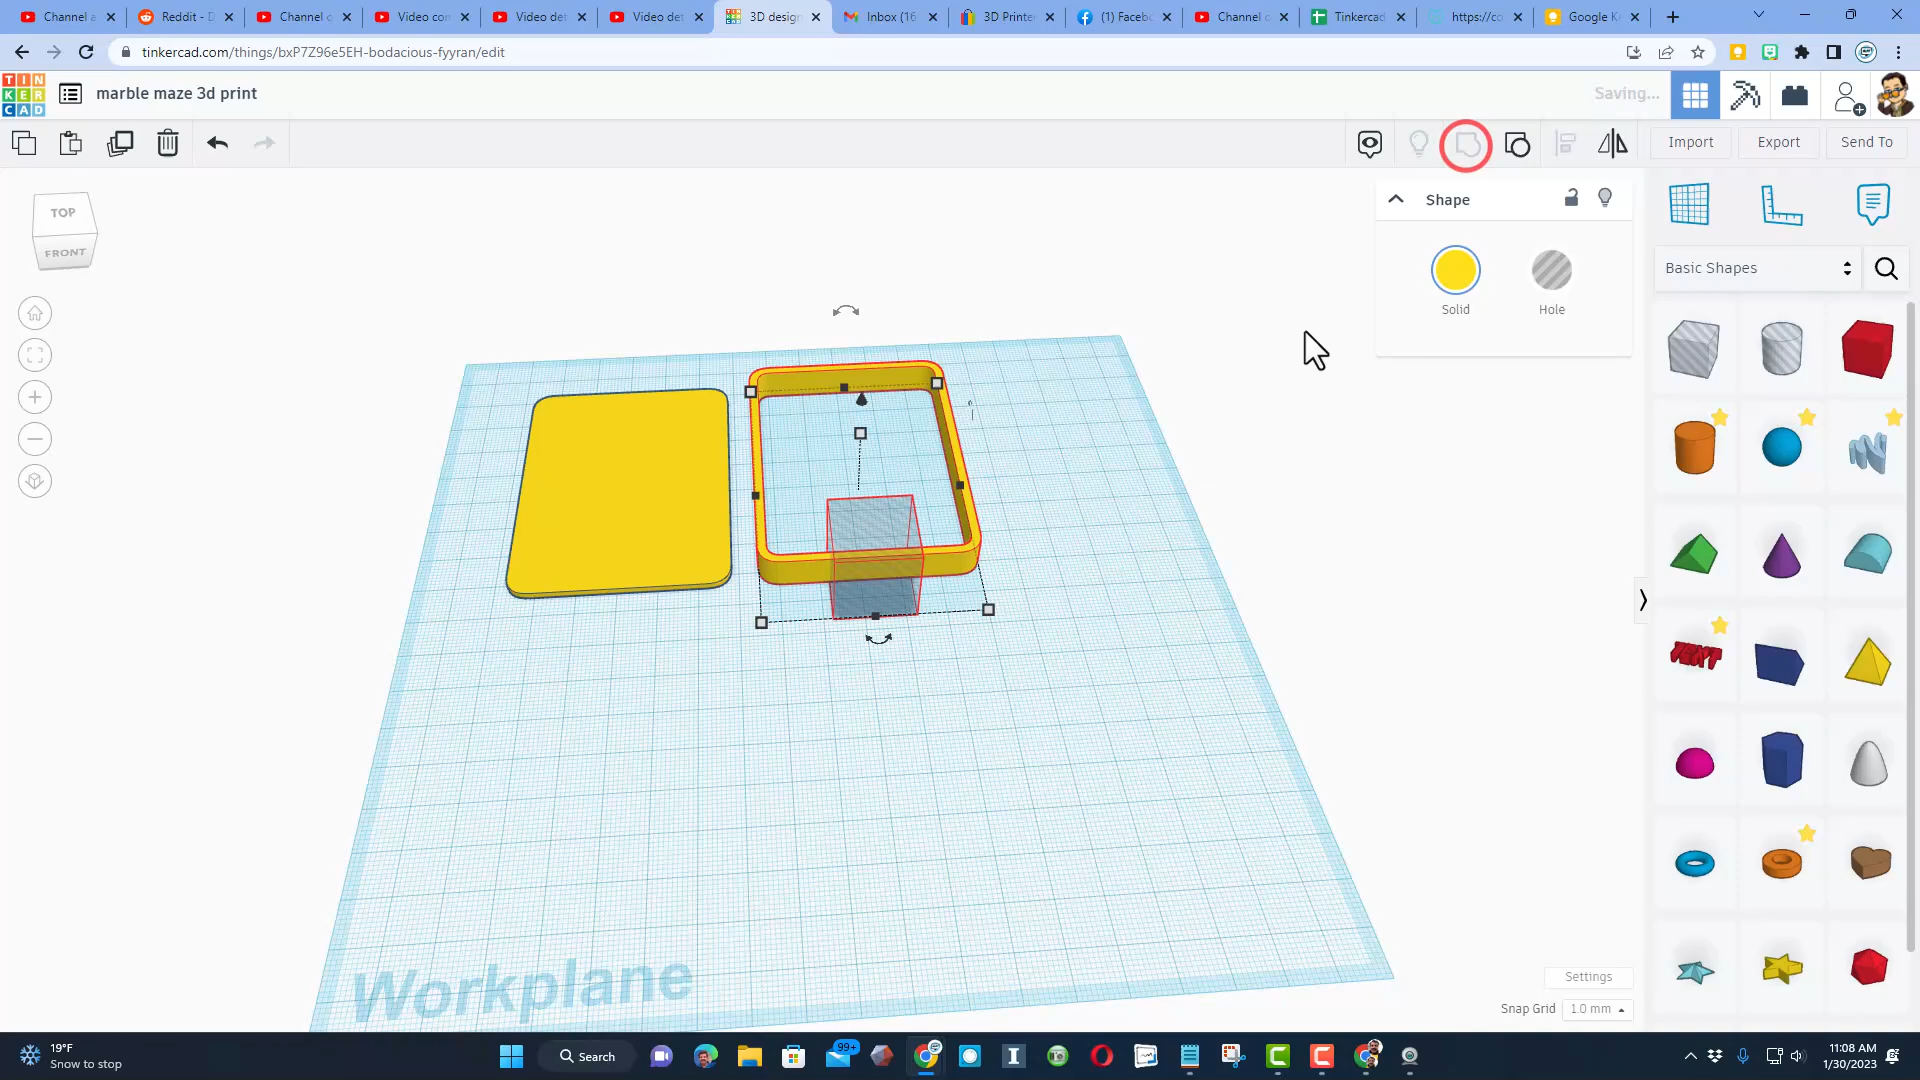 Channel a
Reddit - D
Channel c
Video con
Video det
Video det
3D design
Inbox (16
3D Printe
(1) Facebo
Channel c
Tinkercad
https://co
Google K
tinkercad.com/things/bxP7Z96e5EH-bodacious-fyyran/edit
TIN
KER
CAD
marble maze 3d print
Saving...
Import
Export
Send To
TOP
FRONT
Shape
Solid
Hole
Basic Shapes
TEXT
Workplane
Settings
Snap Grid
1.0 mm
19°F
Snow to stop
Search
99+
11:08 AM
1/30/2023